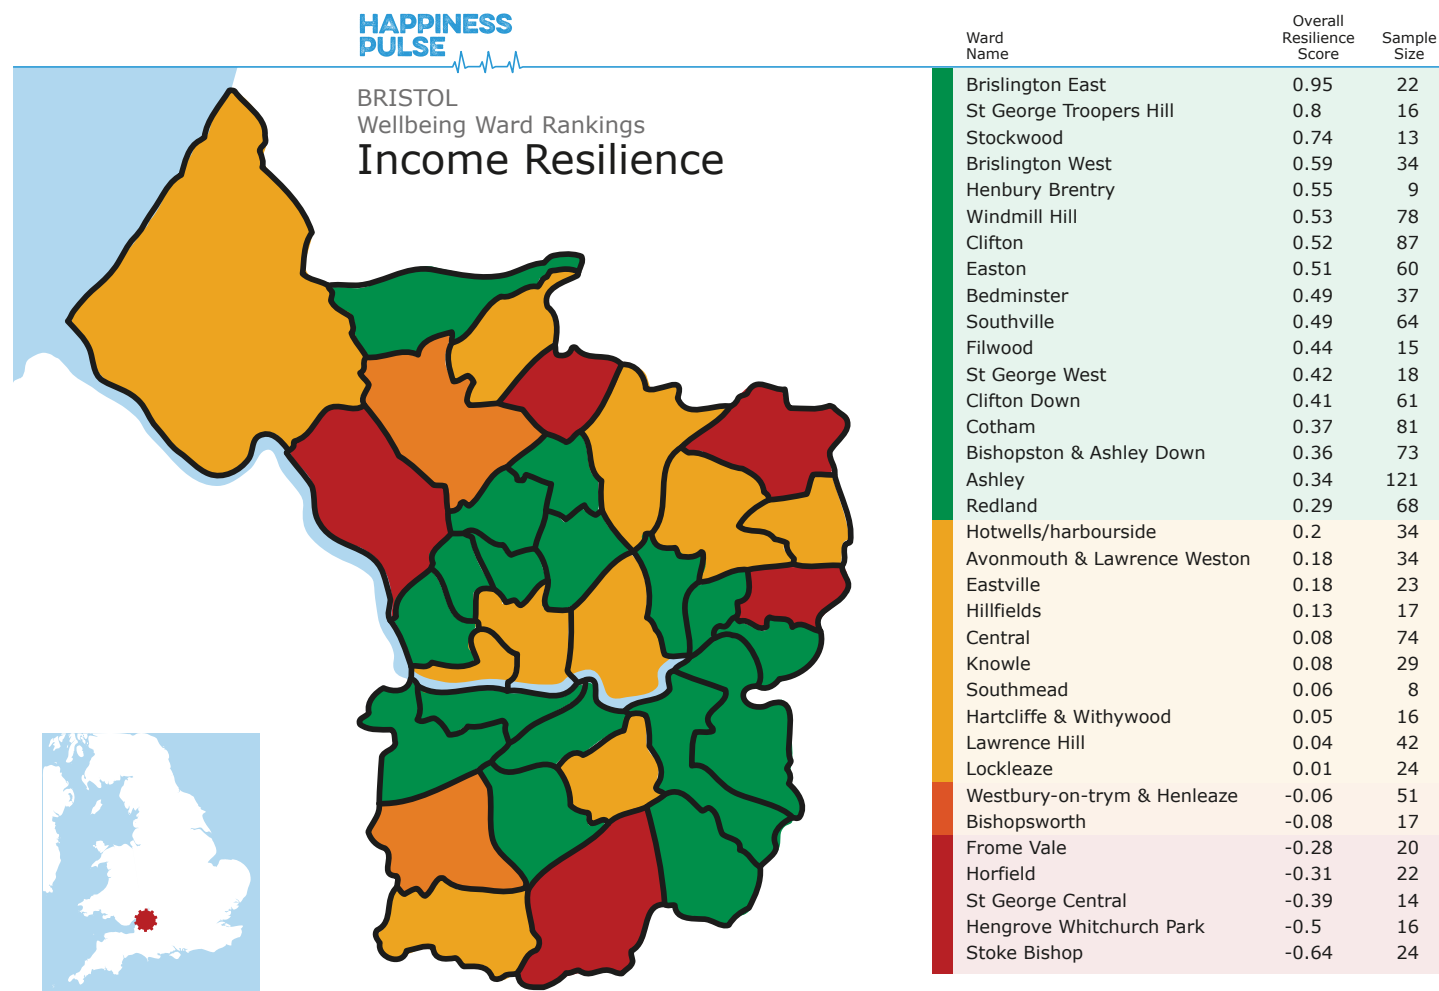 HAPPINESS
PULSE
BRISTOL
Wellbeing Ward Rankings
Income Resilience
Ward Name Overall Resilience Score Sample Size
Brislington East 0.95 22
St George Troopers Hill 0.8 16
Stockwood 0.74 13
Brislington West 0.59 34
Henbury Brentry 0.55 9
Windmill Hill 0.53 78
Clifton 0.52 87
Easton 0.51 60
Bedminster 0.49 37
Southville 0.49 64
Filwood 0.44 15
St George West 0.42 18
Clifton Down 0.41 61
Cotham 0.37 81
Bishopston & Ashley Down 0.36 73
Ashley 0.34 121
Redland 0.29 68
Hotwells/harbourside 0.2 34
Avonmouth & Lawrence Weston 0.18 34
Eastville 0.18 23
Hillfields 0.13 17
Central 0.08 74
Knowle 0.08 29
Southmead 0.06 8
Hartcliffe & Withywood 0.05 16
Lawrence Hill 0.04 42
Lockleaze 0.01 24
Westbury-on-trym & Henleaze -0.06 51
Bishopsworth -0.08 17
Frome Vale -0.28 20
Horfield -0.31 22
St George Central -0.39 14
Hengrove Whitchurch Park -0.5 16
Stoke Bishop -0.64 24